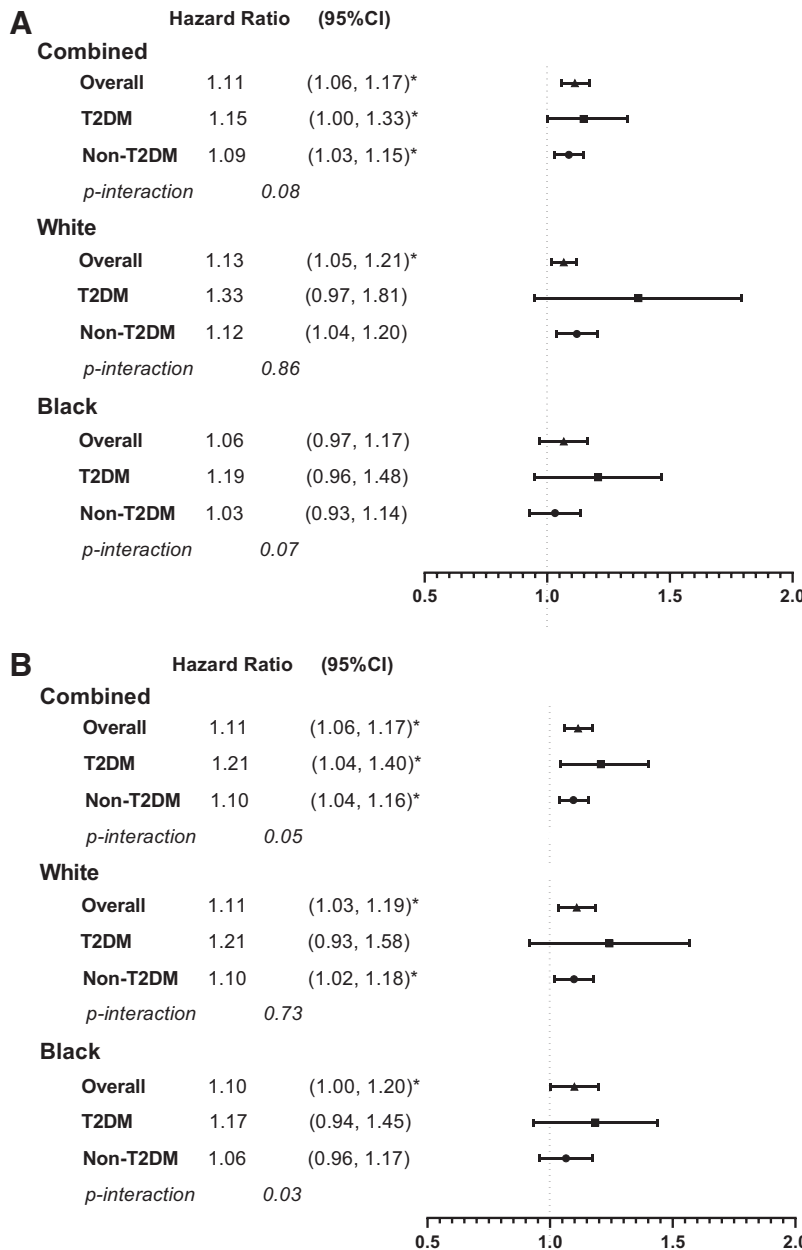 A
Hazard Ratio (95%CI)
Combined
Overall 1.11 (1.06, 1.17)*
T2DM 1.15 (1.00, 1.33)*
Non-T2DM 1.09 (1.03, 1.15)*
p-interaction 0.08
White
Overall 1.13 (1.05, 1.21)*
T2DM 1.33 (0.97, 1.81)
Non-T2DM 1.12 (1.04, 1.20)
p-interaction 0.86
Black
Overall 1.06 (0.97, 1.17)
T2DM 1.19 (0.96, 1.48)
Non-T2DM 1.03 (0.93, 1.14)
p-interaction 0.07
0.5 1.0 1.5 2.0
B
Hazard Ratio (95%CI)
Combined
Overall 1.11 (1.06, 1.17)*
T2DM 1.21 (1.04, 1.40)*
Non-T2DM 1.10 (1.04, 1.16)*
p-interaction 0.05
White
Overall 1.11 (1.03, 1.19)*
T2DM 1.21 (0.93, 1.58)
Non-T2DM 1.10 (1.02, 1.18)*
p-interaction 0.73
Black
Overall 1.10 (1.00, 1.20)*
T2DM 1.17 (0.94, 1.45)
Non-T2DM 1.06 (0.96, 1.17)
p-interaction 0.03
0.5 1.0 1.5 2.0